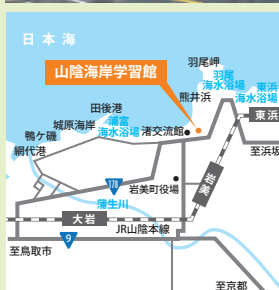 日本海
山陰海岸学習館
羽尾岬
羽尾
海水浴場
東浜
海水浴場
熊井浜
田後港
浦富
海水浴場
城原海岸
渚交流館
東浜
鴨ケ磯
網代港
至浜坂
178
岩美町役場
岩美
蒲生川
大岩
JR山陰本線
9
至鳥取市
至京都